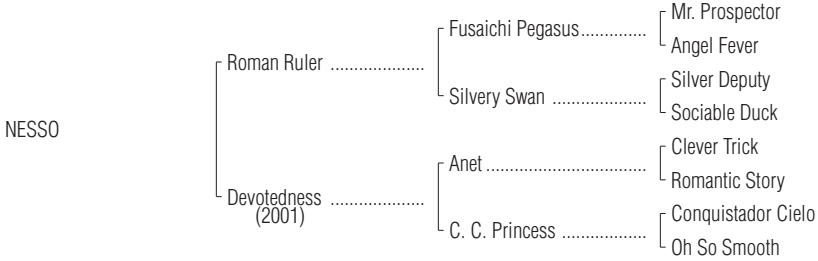 Mr. Prospector
Fusaichi Pegasus..............
Angel Fever
Roman Ruler ....................
Silver Deputy
Silvery Swan ....................
Sociable Duck
NESSO
Clever Trick
Anet..................................
Romantic Story
Devotedness ....................
(2001)
Conquistador Cielo
C. C. Princess ..................
Oh So Smooth